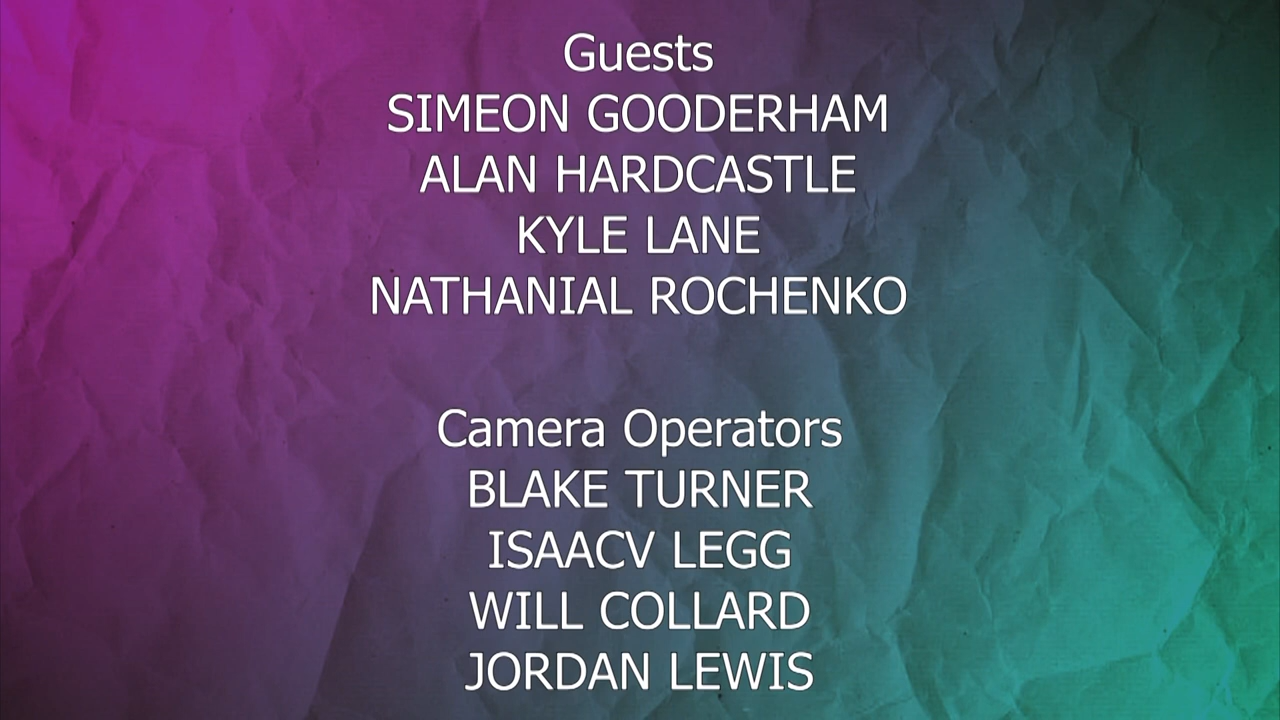 Guests
SIMEON GOODERHAM
ALAN HARDCASTLE
KYLE LANE
NATHANIAL ROCHENKO
Camera Operators
BLAKE TURNER
ISAACV LEGG
WILL COLLARD
JORDAN LEWIS